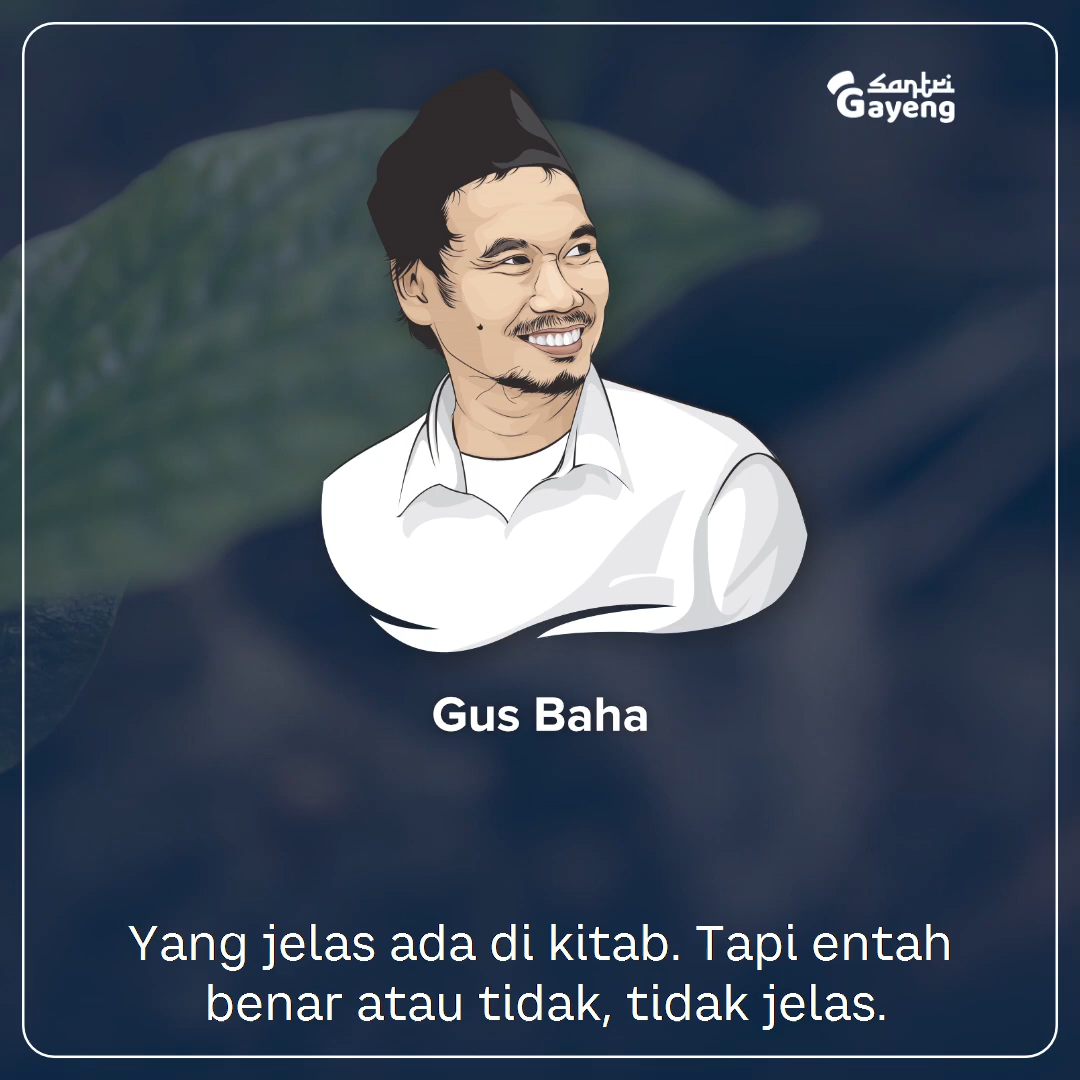 Santri
Gayeng
Gus Baha
Yang jelas ada di kitab. Tapi entah
benar atau tidak, tidak jelas.